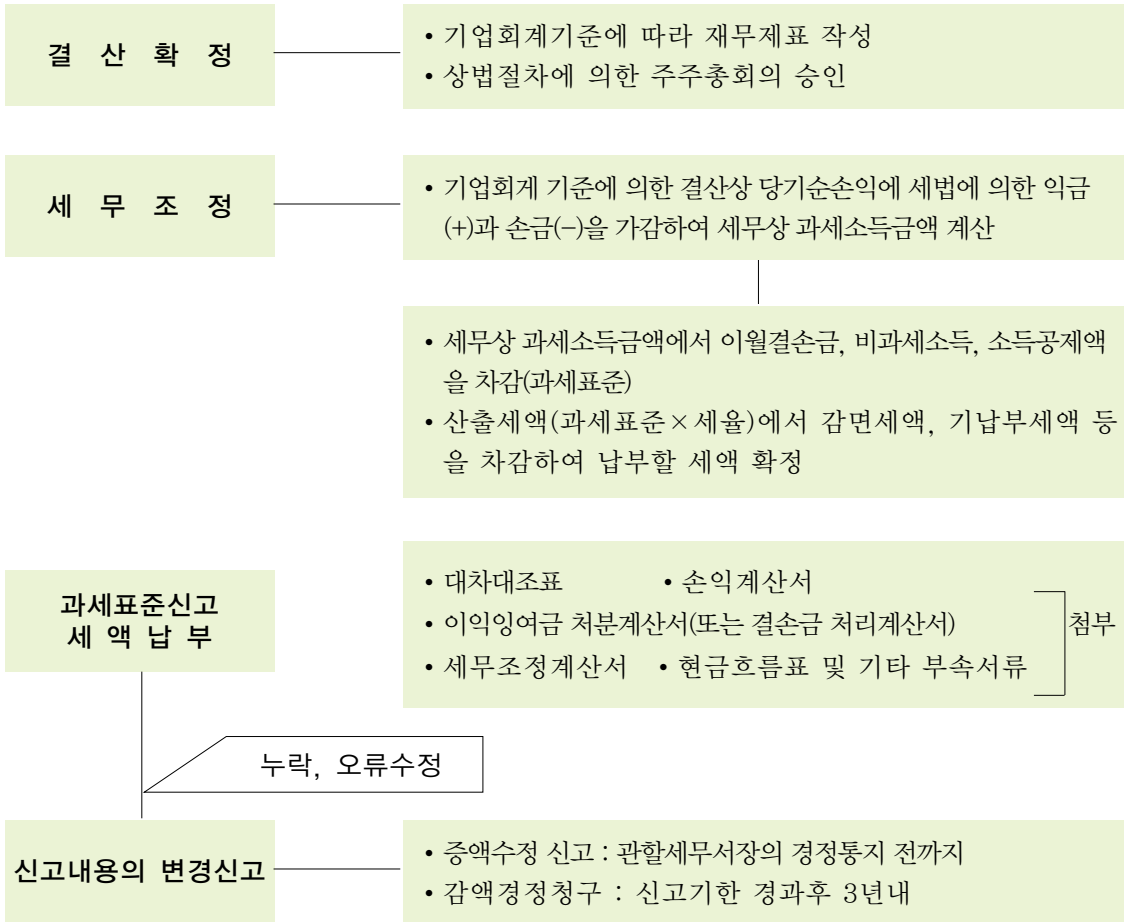 결 산 확 정
• 기업회계기준에 따라 재무제표 작성
• 상법절차에 의한 주주총회의 승인
세 무 조 정
• 기업회게 기준에 의한 결산상 당기순손익에 세법에 의한 익금
(+)과 손금(-)을 가감하여 세무상 과세소득금액 계산
• 세무상 과세소득금액에서 이월결손금, 비과세소득, 소득공제액
을 차감(과세표준)
• 산출세액(과세표준×세율)에서 감면세액, 기납부세액 등
을 차감하여 납부할 세액 확정
과세표준신고
세 액 납 부
• 대차대조표 • 손익계산서
• 이익잉여금 처분계산서(또는 결손금 처리계산서)
첨부
• 세무조정계산서 • 현금흐름표 및 기타 부속서류
누락, 오류수정
신고내용의 변경신고
• 증액수정 신고 : 관할세무서장의 경정통지 전까지
• 감액경정청구 : 신고기한 경과후 3년내